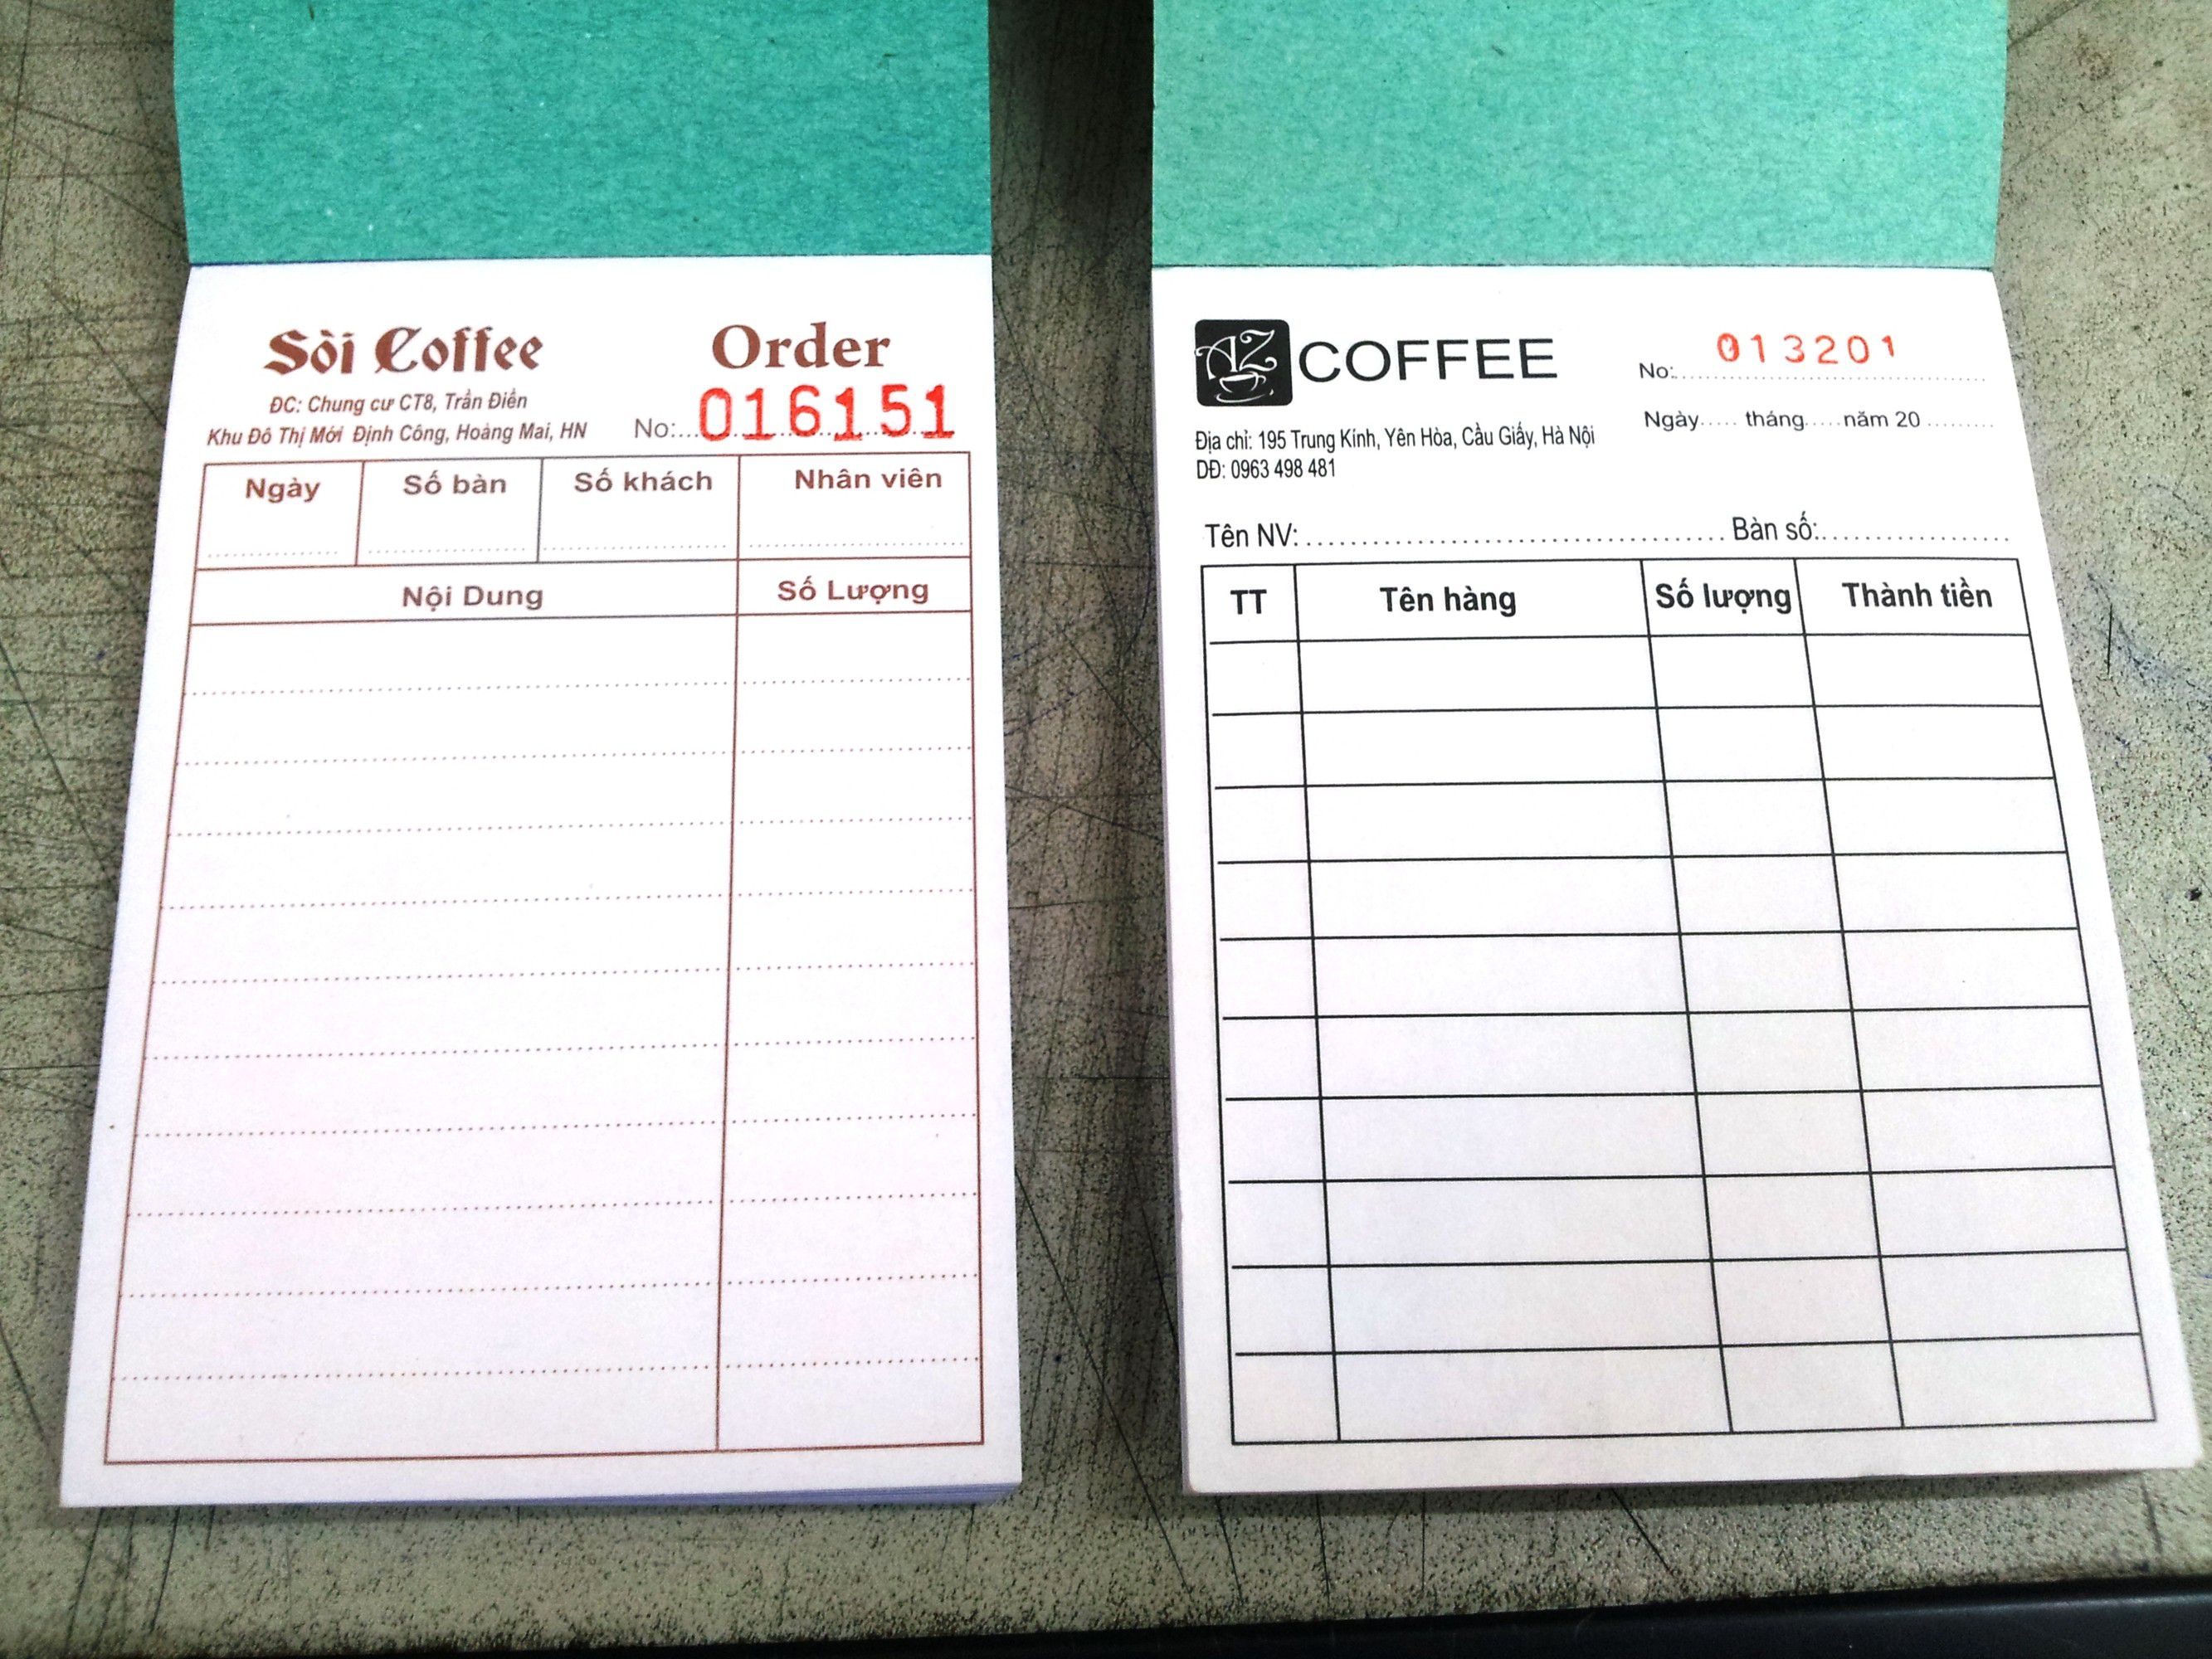 Sỏi Coffee
Order
ĐC: Chung cư CT8, Trần Điền
Khu Đô Thị Mới Định Công, Hoàng Mai, HN
No:.. 016151
Ngày Số bàn Số khách Nhân viên
Nội Dung Số Lượng
AZ COFFEE
No: 013201
Ngày..... tháng..... năm 20..........
Địa chỉ: 195 Trung Kính, Yên Hòa, Cầu Giấy, Hà Nội
DĐ: 0963 498 481
Tên NV:.................................... Bàn số:..................
TT Tên hàng Số lượng Thành tiền